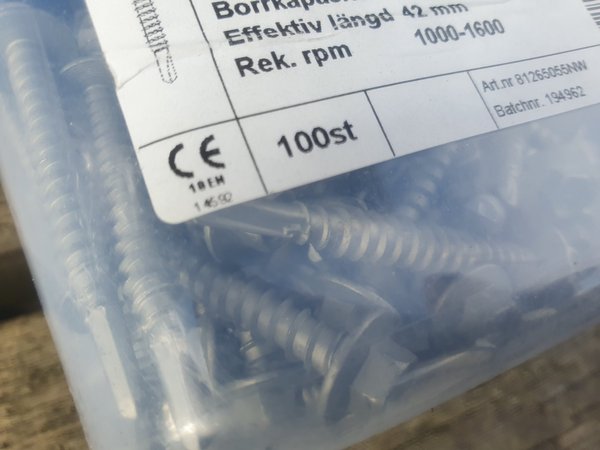 Effektiv längd 42 mm
Rek. rpm 1000-1600
Art.nr 81265055NW
Batchnr. 194962
CE
100st